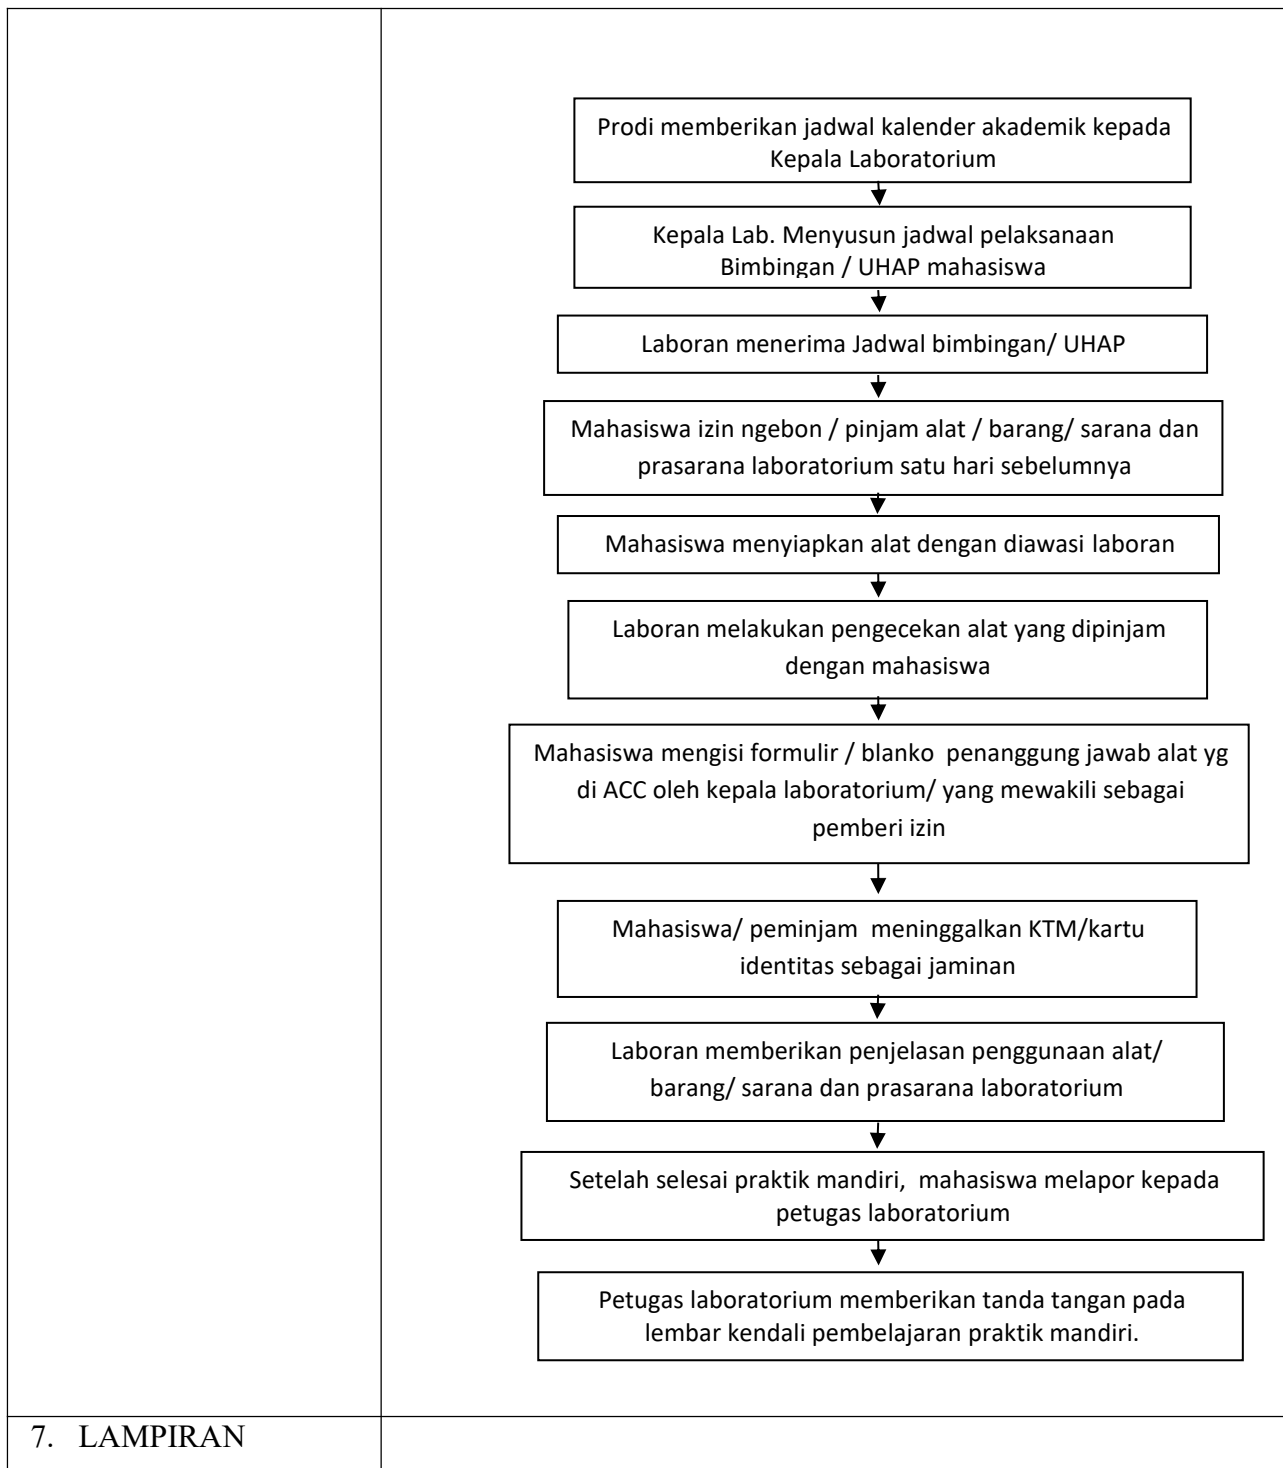 Prodi memberikan jadwal kalender akademik kepada
Kepala Laboratorium
Kepala Lab. Menyusun jadwal pelaksanaan
Bimbingan / UHAP mahasiswa
Laboran menerima Jadwal bimbingan/ UHAP
Mahasiswa izin ngebon / pinjam alat / barang/ sarana dan
prasarana laboratorium satu hari sebelumnya
Mahasiswa menyiapkan alat dengan diawasi laboran
Laboran melakukan pengecekan alat yang dipinjam
dengan mahasiswa
Mahasiswa mengisi formulir / blanko penanggung jawab alat yg
di ACC oleh kepala laboratorium/ yang mewakili sebagai
pemberi izin
Mahasiswa/ peminjam meninggalkan KTM/kartu
identitas sebagai jaminan
Laboran memberikan penjelasan penggunaan alat/
barang/ sarana dan prasarana laboratorium
Setelah selesai praktik mandiri, mahasiswa melapor kepada
petugas laboratorium
Petugas laboratorium memberikan tanda tangan pada
lembar kendali pembelajaran praktik mandiri.
7. LAMPIRAN